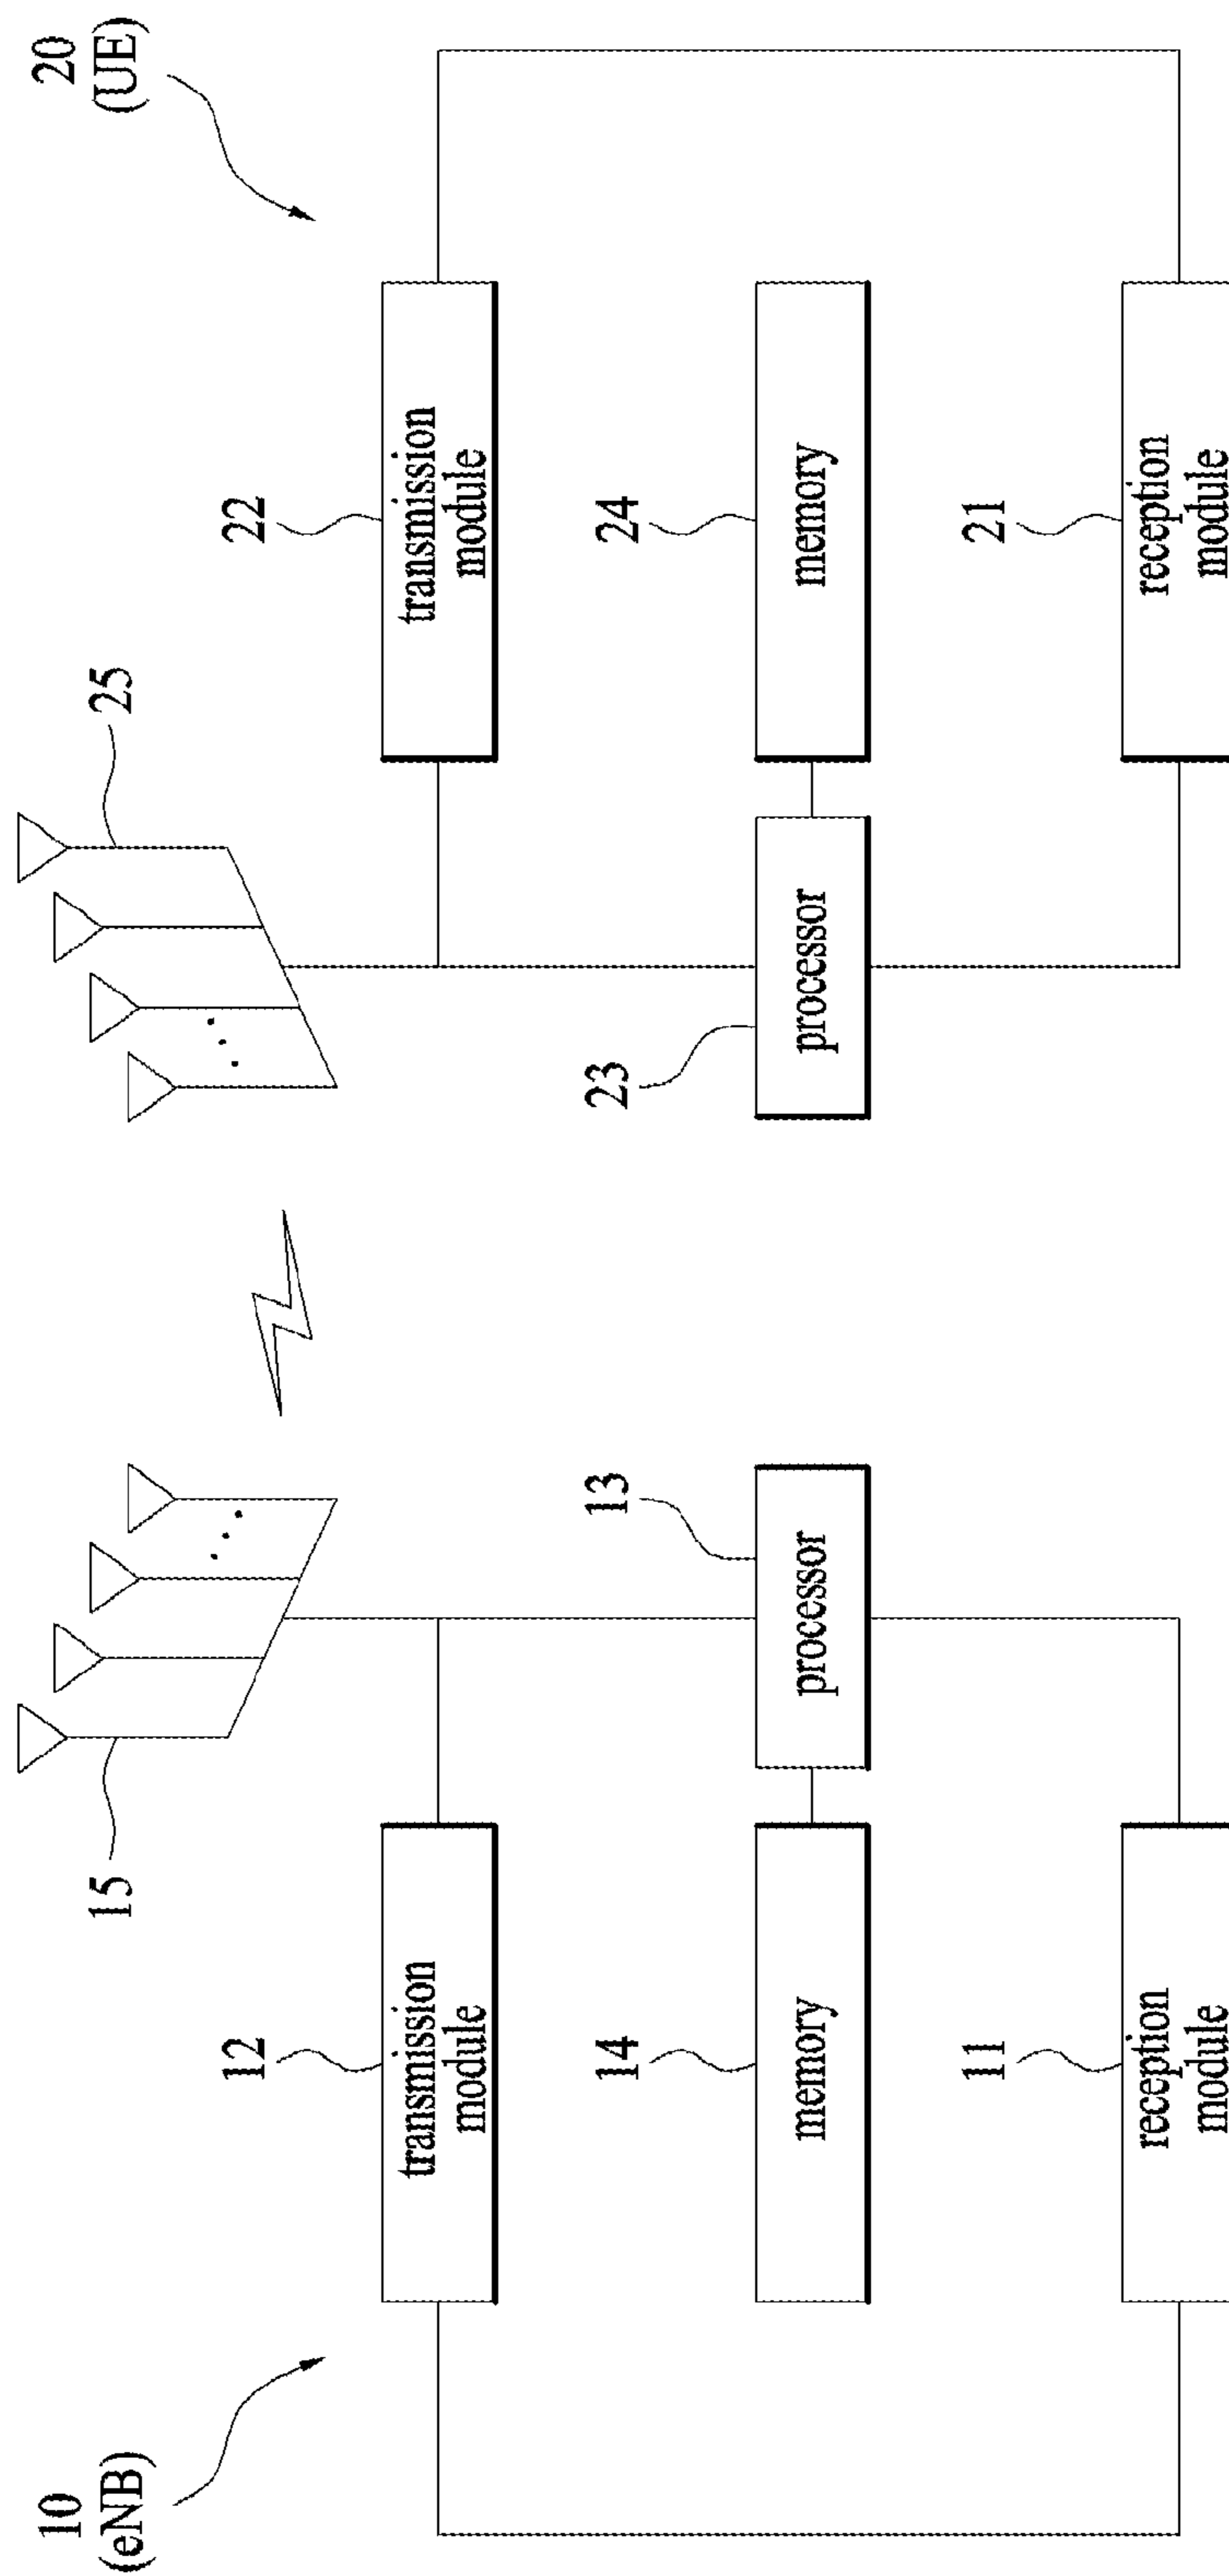 10
(eNB)
20
(UE)
15
25
12
transmission
module
22
transmission
module
13
processor
23
processor
14
memory
24
memory
11
reception
module
21
reception
module